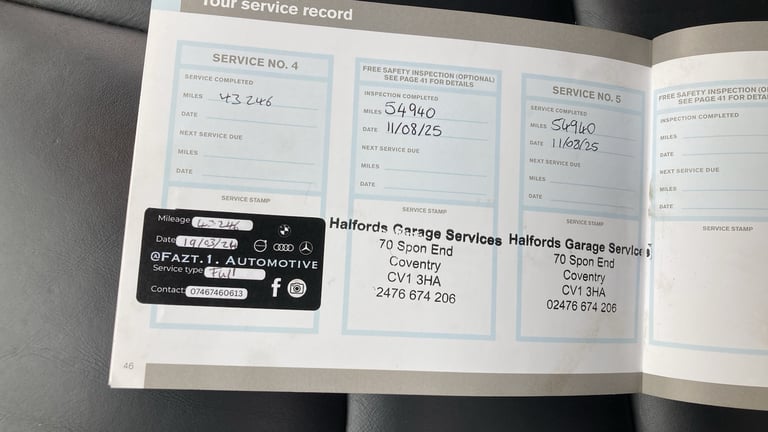 Your service record
SERVICE NO. 4
SERVICE COMPLETED
MILES 43246
DATE
NEXT SERVICE DUE
MILES
DATE
SERVICE STAMP
Mileage 43246
Date 19/03/24
@FAZT.1. AUTOMOTIVE
Service type Full
Contact 07467460613
FREE SAFETY INSPECTION (OPTIONAL)
SEE PAGE 41 FOR DETAILS
INSPECTION COMPLETED
MILES 54940
DATE 11/08/25
NEXT SERVICE DUE
MILES
DATE
SERVICE STAMP
Halfords Garage Services
70 Spon End
Coventry
CV1 3HA
2476 674 206
SERVICE NO. 5
SERVICE COMPLETED
MILES 54940
DATE 11/08/25
NEXT SERVICE DUE
MILES
DATE
SERVICE STAMP
Halfords Garage Services
70 Spon End
Coventry
CV1 3HA
02476 674 206
FREE SAFETY INSPECTION
SEE PAGE 41 FOR
INSPECTION COMPLETED
MILES
DATE
NEXT SERVICE DUE
MILES
DATE
SERVICE STAMP
46